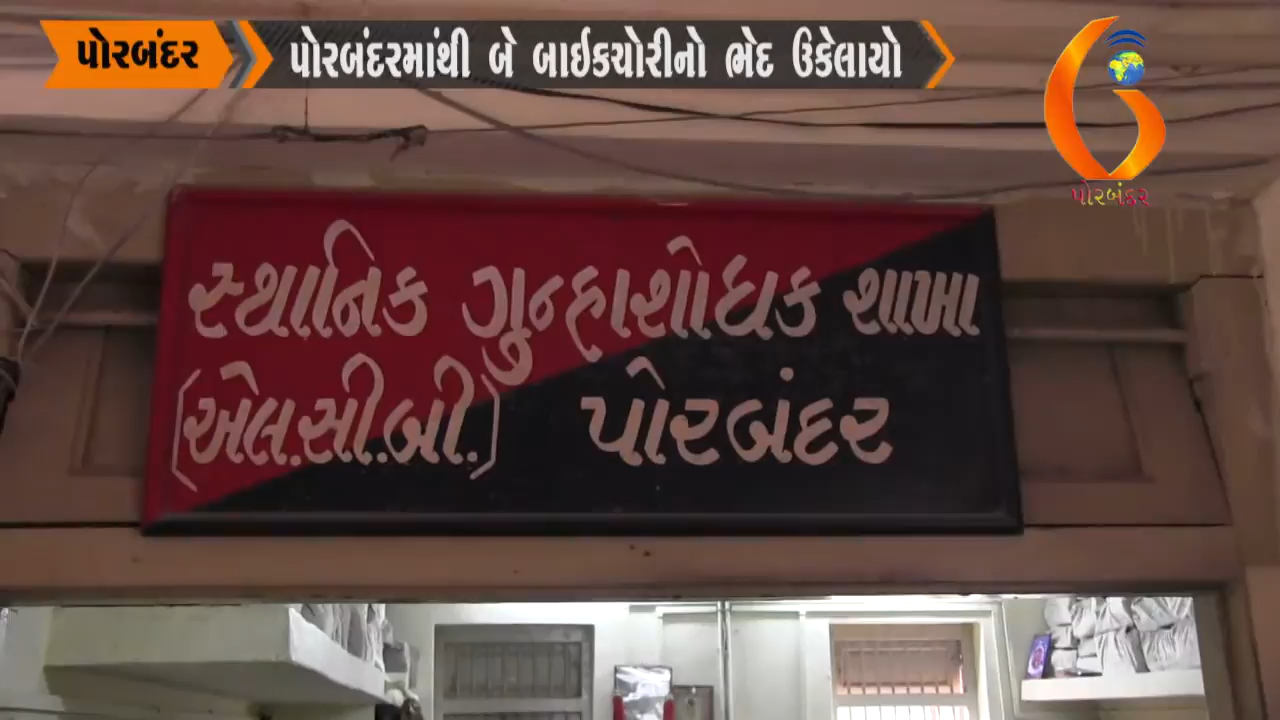 પોરબંદર
પોરબંદરમાંથી બે બાઈકચોરીનો ભેદ ઉકેલાયો
પોરબંદર
સ્થાનિક ગુન્હાશોધક શાખા
(એલ.સી.બી.) પોરબંદર